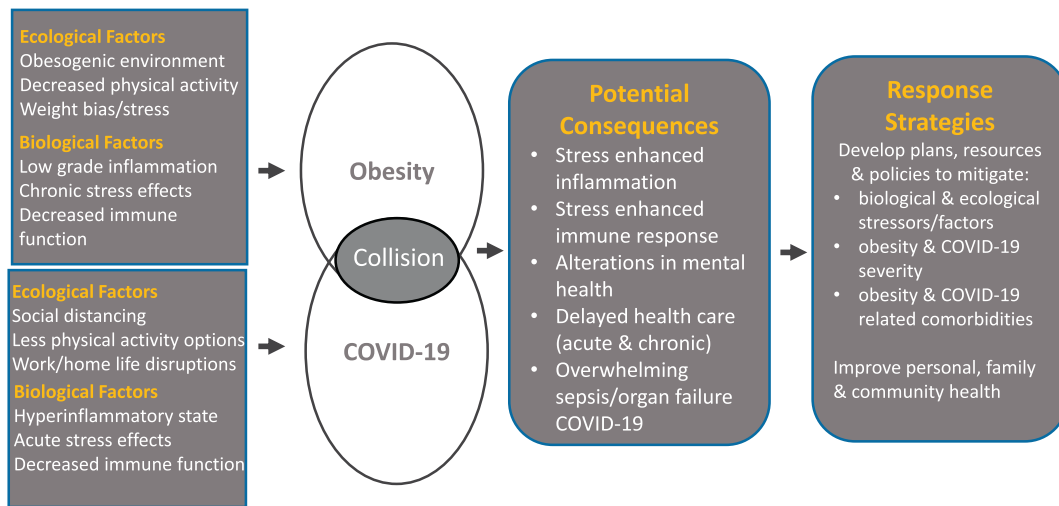 Ecological Factors
Obesogenic environment
Decreased physical activity
Weight bias/stress
Biological Factors
Low grade inflammation
Chronic stress effects
Decreased immune
function
Ecological Factors
Social distancing
Less physical activity options
Work/home life disruptions
Biological Factors
Hyperinflammatory state
Acute stress effects
Decreased immune function
Obesity
Collision
COVID-19
Potential
Consequences
• Stress enhanced
inflammation
• Stress enhanced
immune response
• Alterations in mental
health
• Delayed health care
(acute & chronic)
• Overwhelming
sepsis/organ failure
COVID-19
Response
Strategies
Develop plans, resources
& policies to mitigate:
• biological & ecological
stressors/factors
• obesity & COVID-19
severity
• obesity & COVID-19
related comorbidities
Improve personal, family
& community health